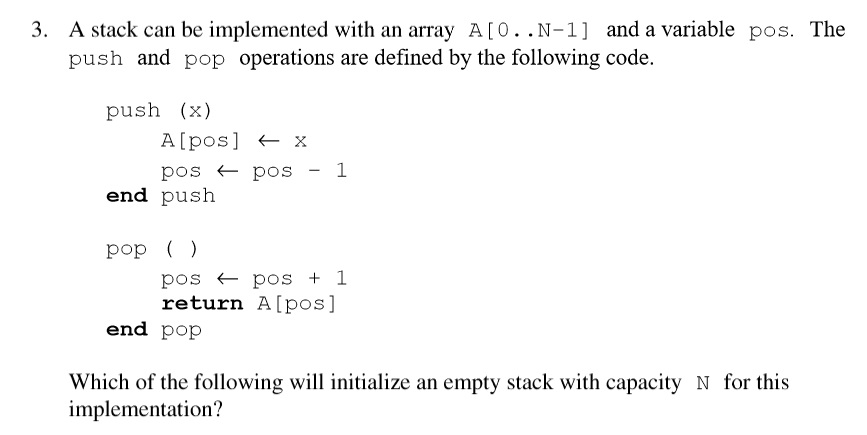 3. A stack can be implemented with an array A[0..N-1] and a variable pos. The
push and pop operations are defined by the following code.
push (x)
A[pos] ← x
pos ← pos - 1
end push
pop ( )
pos ← pos + 1
return A[pos]
end pop
Which of the following will initialize an empty stack with capacity N for this
implementation?